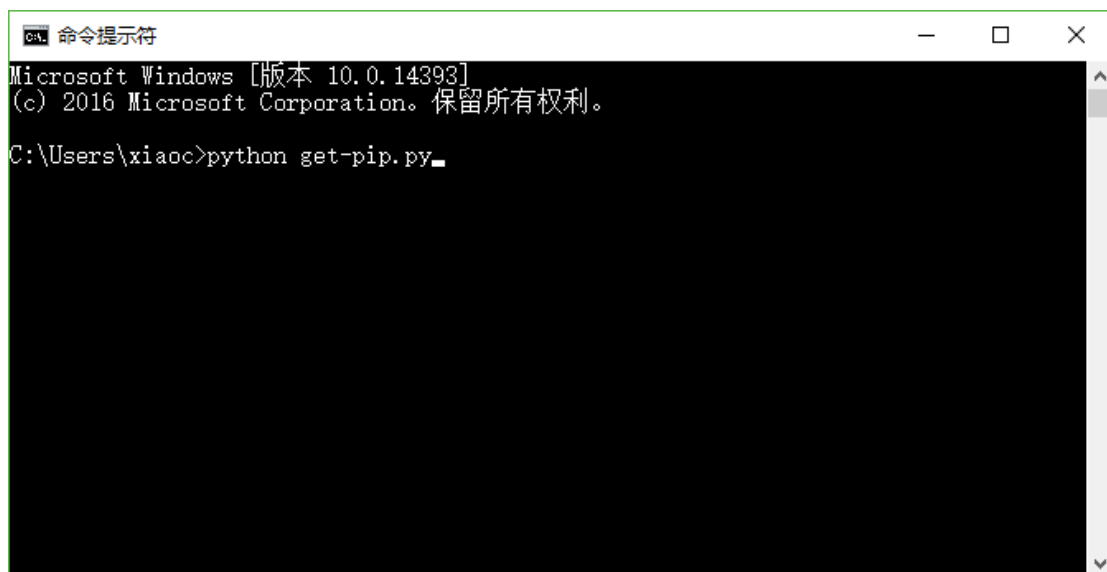 命令提示符
Microsoft Windows [版本 10.0.14393]
(c) 2016 Microsoft Corporation。保留所有权利。
C:\Users\xiaoc>python get-pip.py